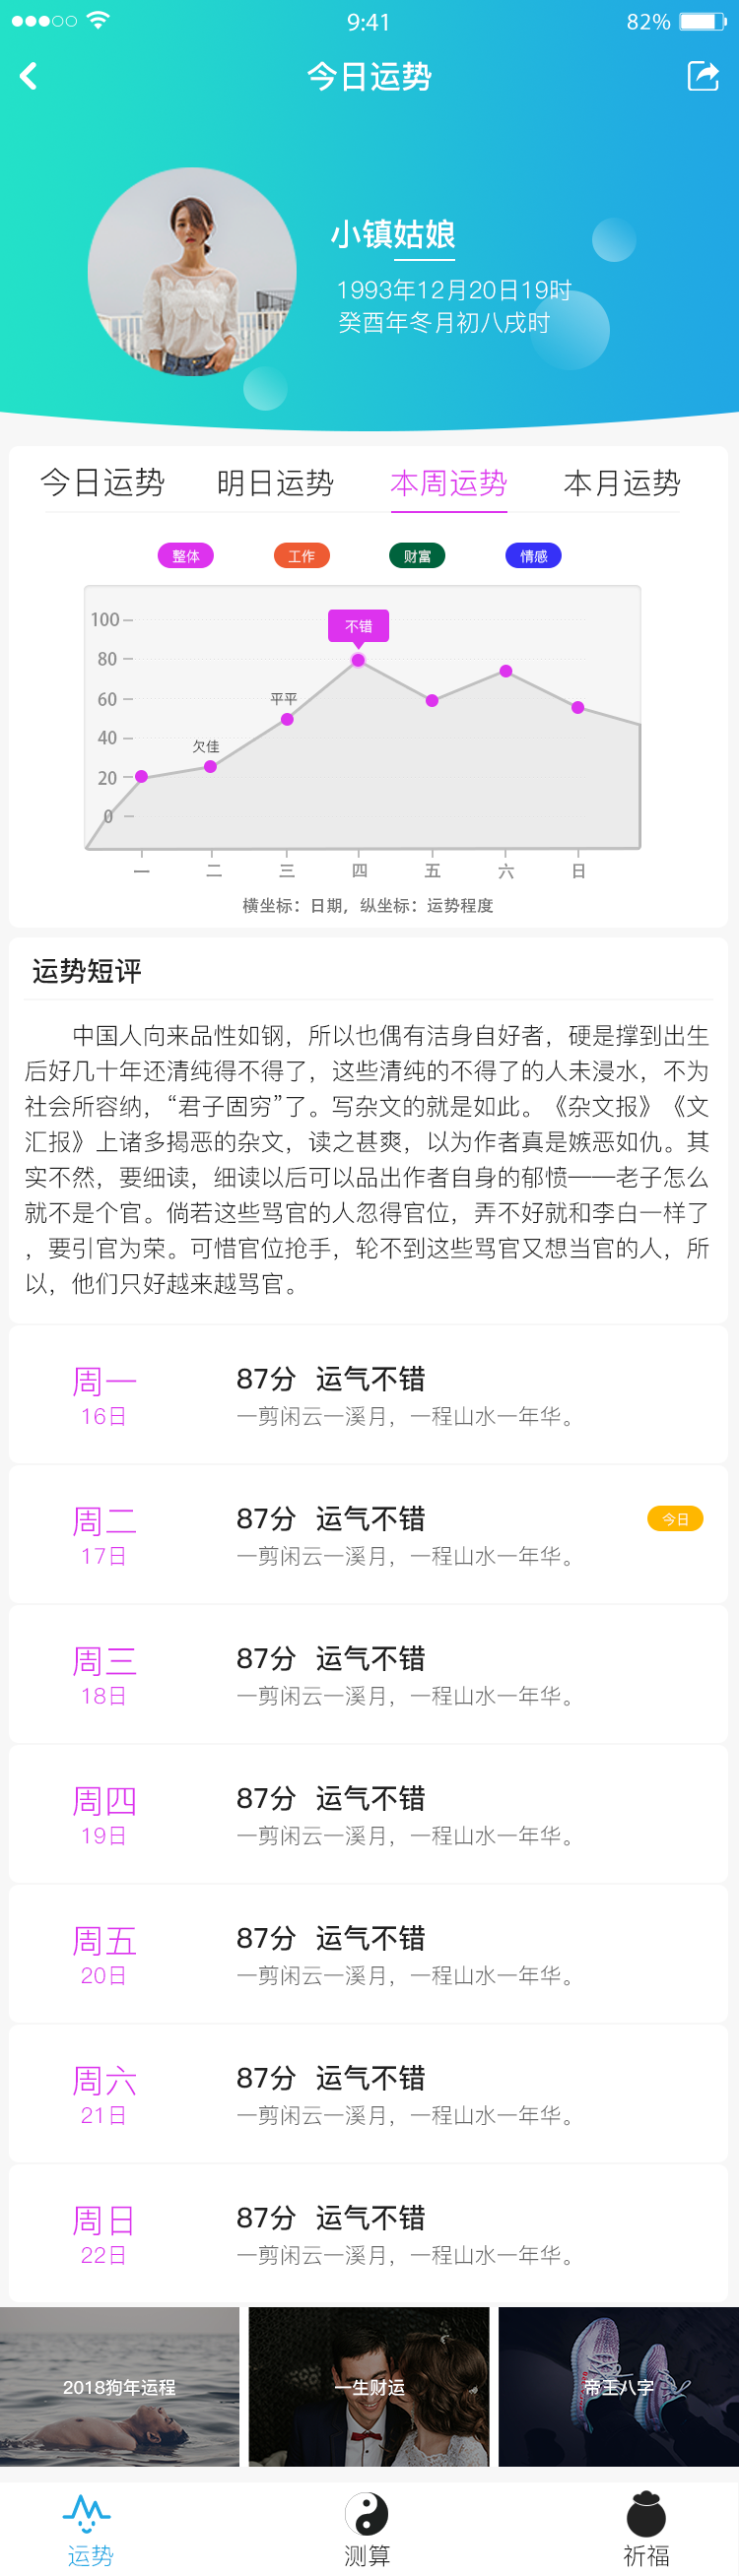 9:41
82%
今日运势
小镇姑娘
1993年12月20日19时
癸酉年冬月初八戌时
今日运势 明日运势 本周运势 本月运势
整体 工作 财富 情感
不错
100
80
平平
60
欠佳
40
20
0
一 二 三 四 五 六 日
横坐标：日期，纵坐标：运势程度
运势短评
中国人向来品性如钢，所以也偶有洁身自好者，硬是撑到出生
后好几十年还清纯得不得了，这些清纯的不得了的人未浸水，不为
社会所容纳，“君子固穷”了。写杂文的就是如此。《杂文报》《文
汇报》上诸多揭恶的杂文，读之甚爽，以为作者真是嫉恶如仇。其
实不然，要细读，细读以后可以品出作者自身的郁愤——老子怎么
就不是个官。倘若这些骂官的人忽得官位，弄不好就和李白一样了
，要引官为荣。可惜官位抢手，轮不到这些骂官又想当官的人，所
以，他们只好越来越骂官。
周一 87分 运气不错
16日 一剪闲云一溪月，一程山水一年华。
周二 87分 运气不错 今日
17日 一剪闲云一溪月，一程山水一年华。
周三 87分 运气不错
18日 一剪闲云一溪月，一程山水一年华。
周四 87分 运气不错
19日 一剪闲云一溪月，一程山水一年华。
周五 87分 运气不错
20日 一剪闲云一溪月，一程山水一年华。
周六 87分 运气不错
21日 一剪闲云一溪月，一程山水一年华。
周日 87分 运气不错
22日 一剪闲云一溪月，一程山水一年华。
2018狗年运程 一生财运 帝王八字
运势 测算 祈福